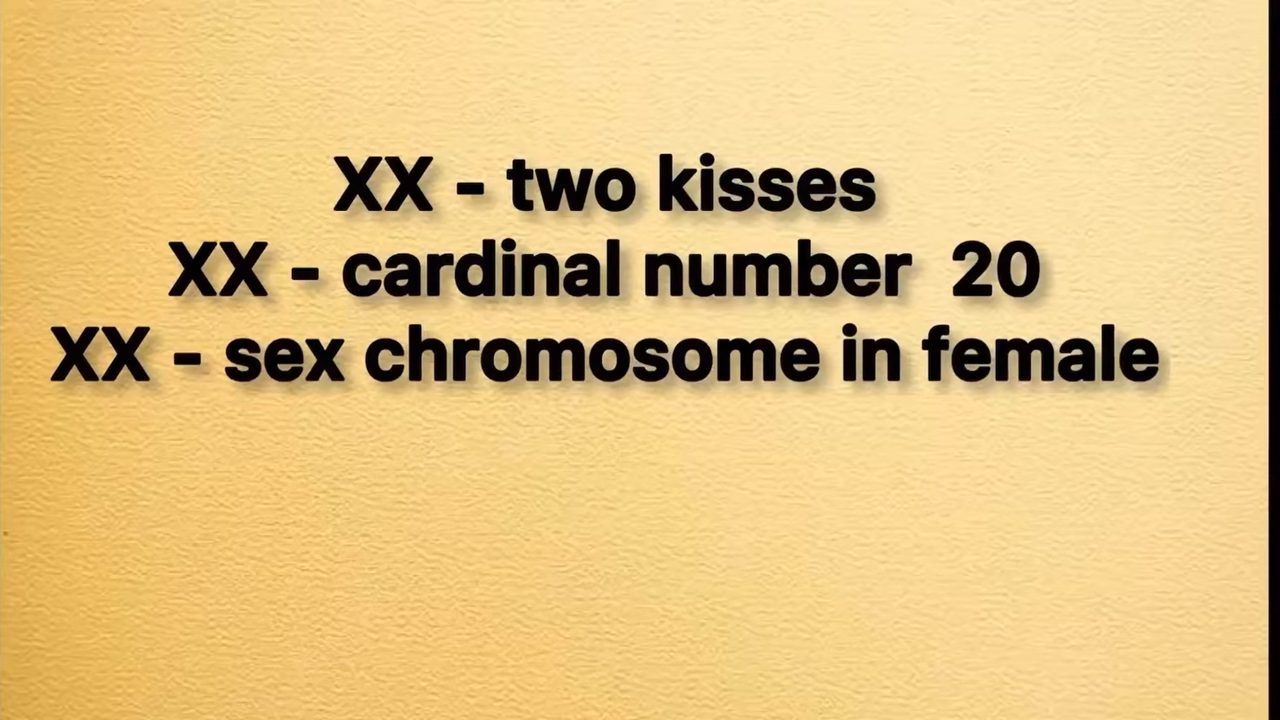 XX - two kisses
XX - cardinal number 20
XX - sex chromosome in female